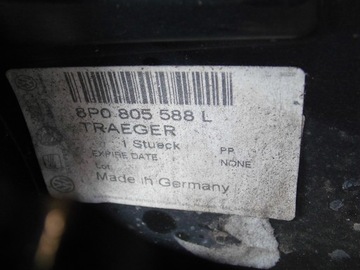 6P0 805 588 L
TRAEGER
1 Stueck PP
EXPIRE DATE NONE
Lot.
Made in Germany